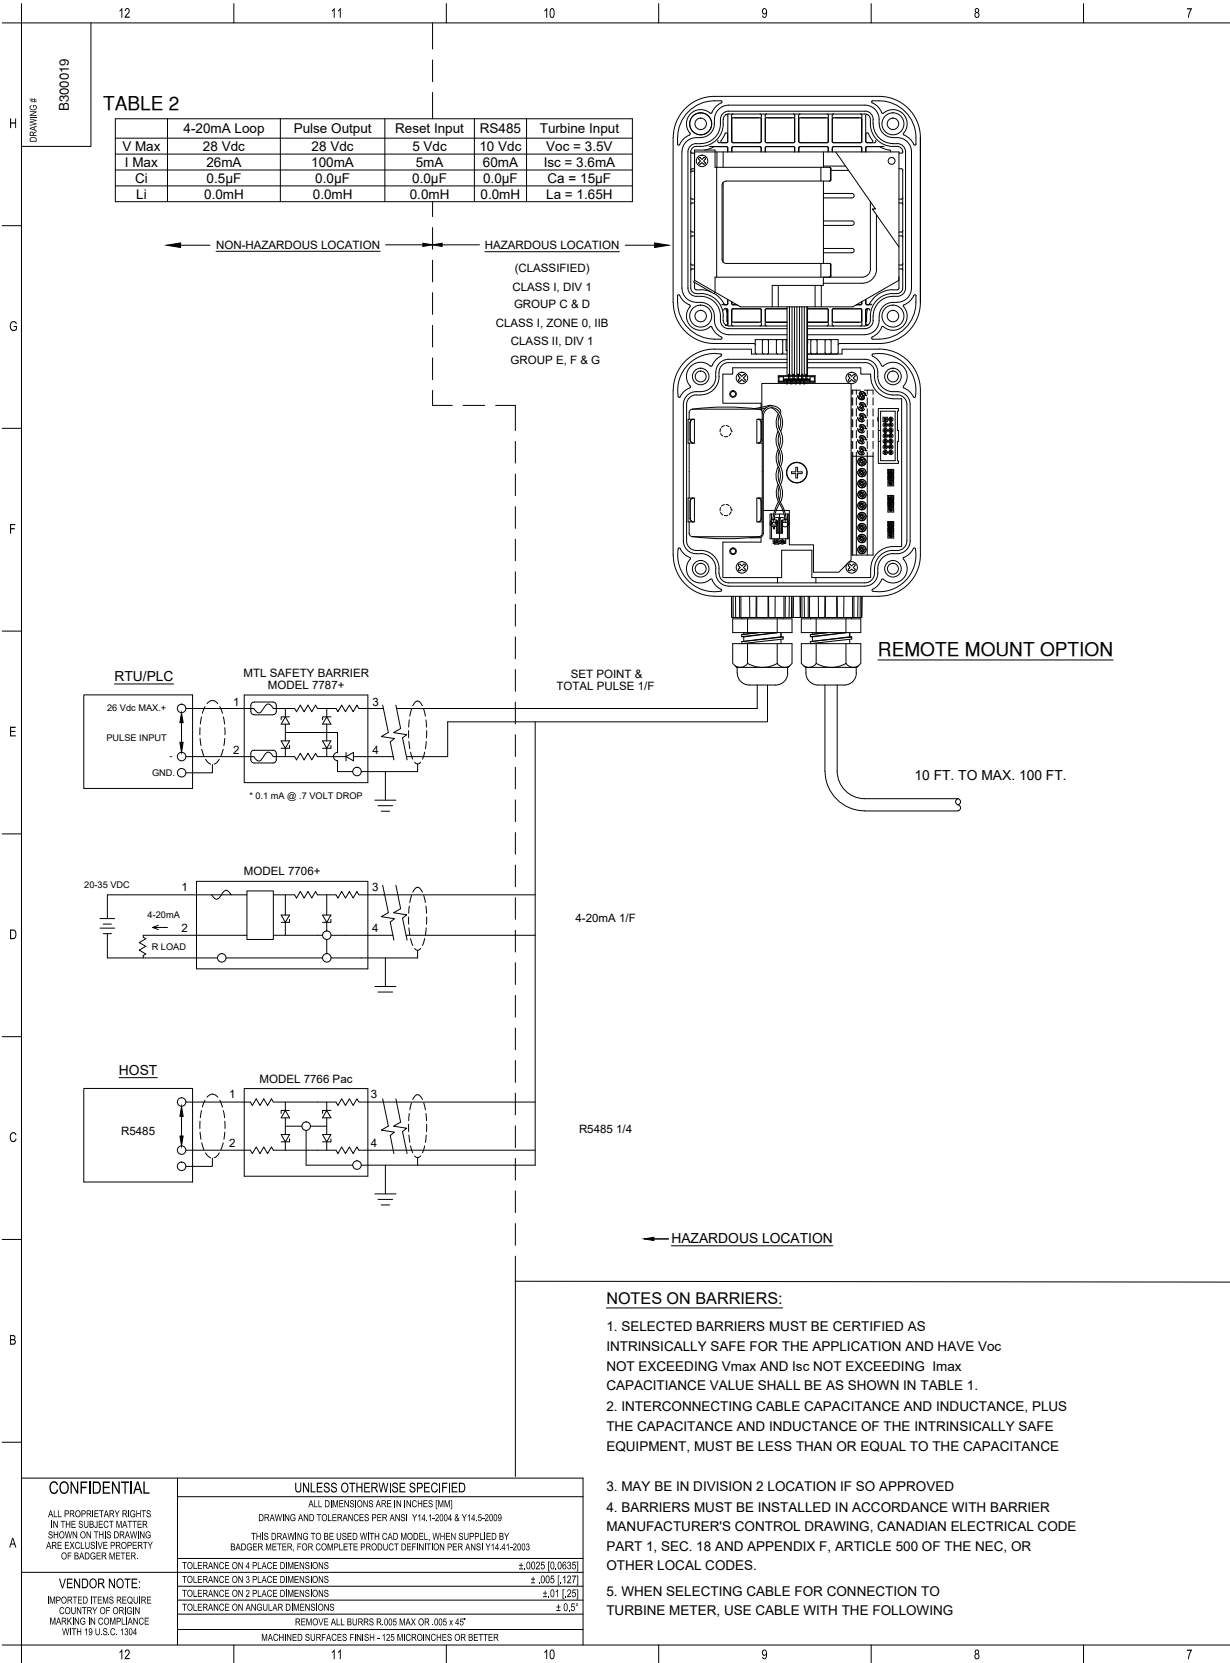 12 11 10 9 8 7
DRAWING #
B300019
H
TABLE 2
4-20mA Loop Pulse Output Reset Input RS485 Turbine Input
V Max 28 Vdc 28 Vdc 5 Vdc 10 Vdc Voc = 3.5V
I Max 26mA 100mA 5mA 60mA Isc = 3.6mA
Ci 0.5µF 0.0µF 0.0µF 0.0µF Ca = 15µF
Li 0.0mH 0.0mH 0.0mH 0.0mH La = 1.65H
NON-HAZARDOUS LOCATION
HAZARDOUS LOCATION
(CLASSIFIED)
CLASS I, DIV 1
GROUP C & D
CLASS I, ZONE 0, IIB
CLASS II, DIV 1
GROUP E, F & G
G
F
REMOTE MOUNT OPTION
10 FT. TO MAX. 100 FT.
E
RTU/PLC
26 Vdc MAX.+
PULSE INPUT
-
GND.
MTL SAFETY BARRIER
MODEL 7787+
1 3
2 4
* 0.1 mA @ .7 VOLT DROP
SET POINT &
TOTAL PULSE 1/F
D
MODEL 7706+
20-35 VDC
1 3
4-20mA
2 4
R LOAD
4-20mA 1/F
C
HOST
R5485
MODEL 7766 Pac
1 3
2 4
R5485 1/4
HAZARDOUS LOCATION
B
NOTES ON BARRIERS:
1. SELECTED BARRIERS MUST BE CERTIFIED AS
INTRINSICALLY SAFE FOR THE APPLICATION AND HAVE Voc
NOT EXCEEDING Vmax AND Isc NOT EXCEEDING Imax
CAPACITIANCE VALUE SHALL BE AS SHOWN IN TABLE 1.
2. INTERCONNECTING CABLE CAPACITANCE AND INDUCTANCE, PLUS
THE CAPACITANCE AND INDUCTANCE OF THE INTRINSICALLY SAFE
EQUIPMENT, MUST BE LESS THAN OR EQUAL TO THE CAPACITANCE
3. MAY BE IN DIVISION 2 LOCATION IF SO APPROVED
4. BARRIERS MUST BE INSTALLED IN ACCORDANCE WITH BARRIER
MANUFACTURER'S CONTROL DRAWING, CANADIAN ELECTRICAL CODE
PART 1, SEC. 18 AND APPENDIX F, ARTICLE 500 OF THE NEC, OR
OTHER LOCAL CODES.
5. WHEN SELECTING CABLE FOR CONNECTION TO
TURBINE METER, USE CABLE WITH THE FOLLOWING
A
CONFIDENTIAL
ALL PROPRIETARY RIGHTS
IN THE SUBJECT MATTER
SHOWN ON THIS DRAWING
ARE EXCLUSIVE PROPERTY
OF BADGER METER.
VENDOR NOTE:
IMPORTED ITEMS REQUIRE
COUNTRY OF ORIGIN
MARKING IN COMPLIANCE
WITH 19 U.S.C. 1304
UNLESS OTHERWISE SPECIFIED
ALL DIMENSIONS ARE IN INCHES [MM]
DRAWING AND TOLERANCES PER ANSI Y14.1-2004 & Y14.5-2009
THIS DRAWING TO BE USED WITH CAD MODEL, WHEN SUPPLIED BY
BADGER METER, FOR COMPLETE PRODUCT DEFINITION PER ANSI Y14.41-2003
TOLERANCE ON 4 PLACE DIMENSIONS ±.0025 [0.0635]
TOLERANCE ON 3 PLACE DIMENSIONS ± .005 [.127]
TOLERANCE ON 2 PLACE DIMENSIONS ±.01 [.25]
TOLERANCE ON ANGULAR DIMENSIONS ± 0.5°
REMOVE ALL BURRS R.005 MAX OR .005 x 45°
MACHINED SURFACES FINISH - 125 MICROINCHES OR BETTER
12 11 10 9 8 7